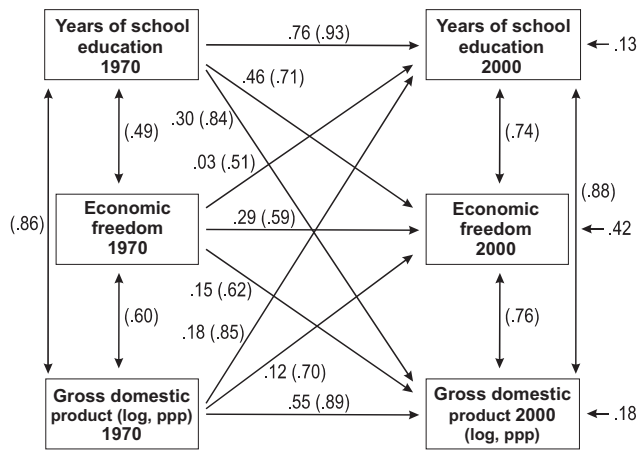 Years of school
education
1970
.76 (.93)
Years of school
education
2000
.13
.46 (.71)
.30 (.84)
(.49)
(.74)
.03 (.51)
(.86)
Economic
freedom
1970
.29 (.59)
Economic
freedom
2000
(.88)
.42
.15 (.62)
(.60)
.18 (.85)
(.76)
.12 (.70)
Gross domestic
product (log, ppp)
1970
.55 (.89)
Gross domestic
product 2000
(log, ppp)
.18